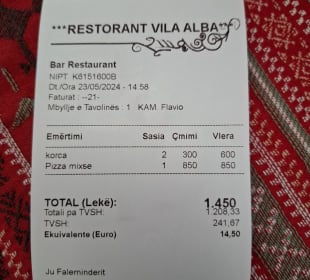 ***RESTORANT VILA ALBA***
Bar Restaurant
NIPT K6151600B
Dt./Ora 23/05/2024 - 14:58
Faturat : --21-
Mbyllje e Tavolinës : 1 KAM. Flavio
Emërtimi Sasia Çmimi Vlera
korca 2 300 600
Pizza mixse 1 850 850
TOTAL (Lekë): 1.450
Totali pa TVSH: 1.208,33
TVSH: 241,67
Ekuivalente (Euro) 14,50
Ju Faleminderit